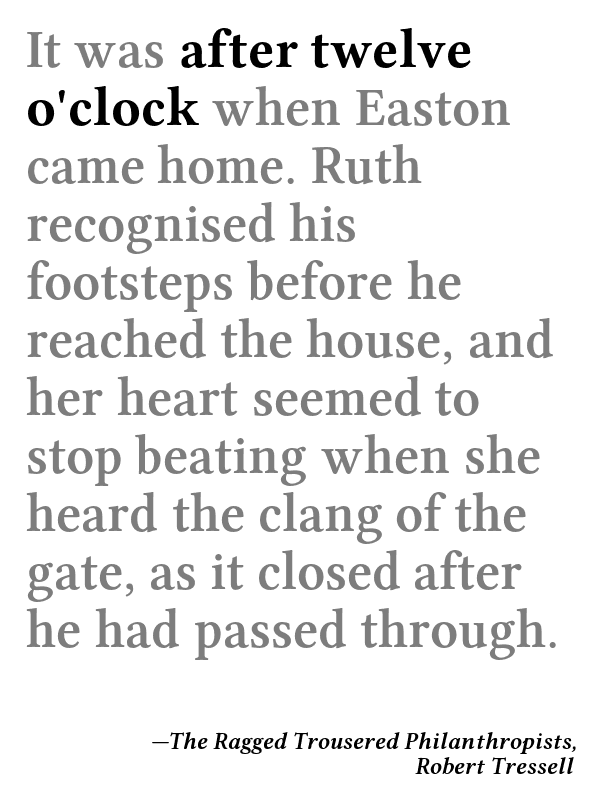 It was after twelve
o'clock when Easton
came home. Ruth
recognised his
footsteps before he
reached the house, and
her heart seemed to
stop beating when she
heard the clang of the
gate, as it closed after
he had passed through.
—The Ragged Trousered Philanthropists,
Robert Tressell